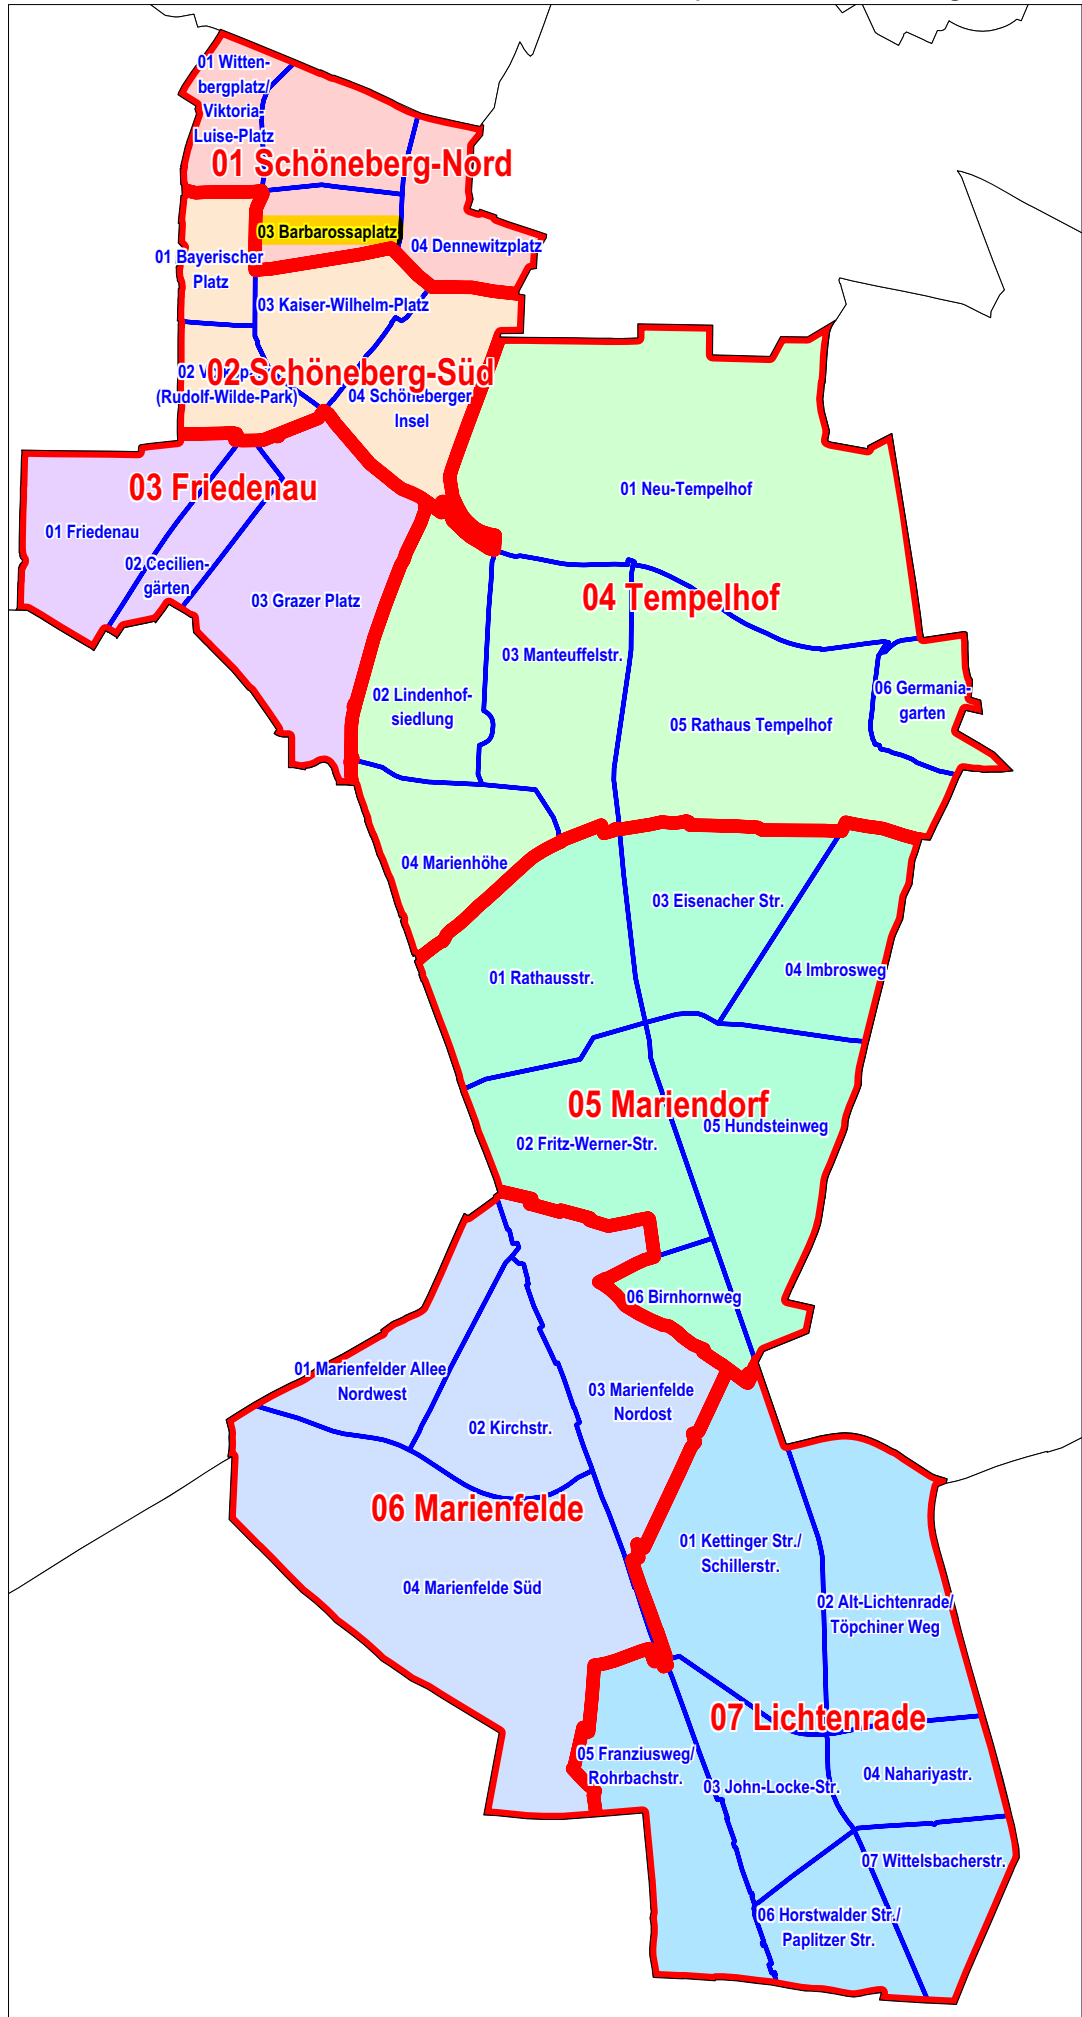 01 Witten-
bergplatz/
Viktoria-
Luise-Platz
01 Schöneberg-Nord
03 Barbarossaplatz
04 Dennewitzplatz
01 Bayerischer
Platz
03 Kaiser-Wilhelm-Platz
02 Schöneberg-Süd
02
(Rudolf-Wilde-Park)
04 Schöneberger
Insel
03 Friedenau
01 Friedenau
02 Cecilien-
gärten
03 Grazer Platz
01 Neu-Tempelhof
04 Tempelhof
03 Manteuffelstr.
02 Lindenhof-
siedlung
06 Germania-
garten
05 Rathaus Tempelhof
04 Marienhöhe
03 Eisenacher Str.
01 Rathausstr.
04 Imbrosweg
05 Mariendorf
05 Hundsteinweg
02 Fritz-Werner-Str.
06 Birnhornweg
01 Marienfelder Allee
Nordwest
03 Marienfelde
Nordost
02 Kirchstr.
06 Marienfelde
04 Marienfelde Süd
01 Kettinger Str./
Schillerstr.
02 Alt-Lichtenrade/
Töpchiner Weg
07 Lichtenrade
05 Franziusweg/
Rohrbachstr.
03 John-Locke-Str.
04 Nahariyastr.
07 Wittelsbacherstr.
06 Horstwalder Str./
Paplitzer Str.